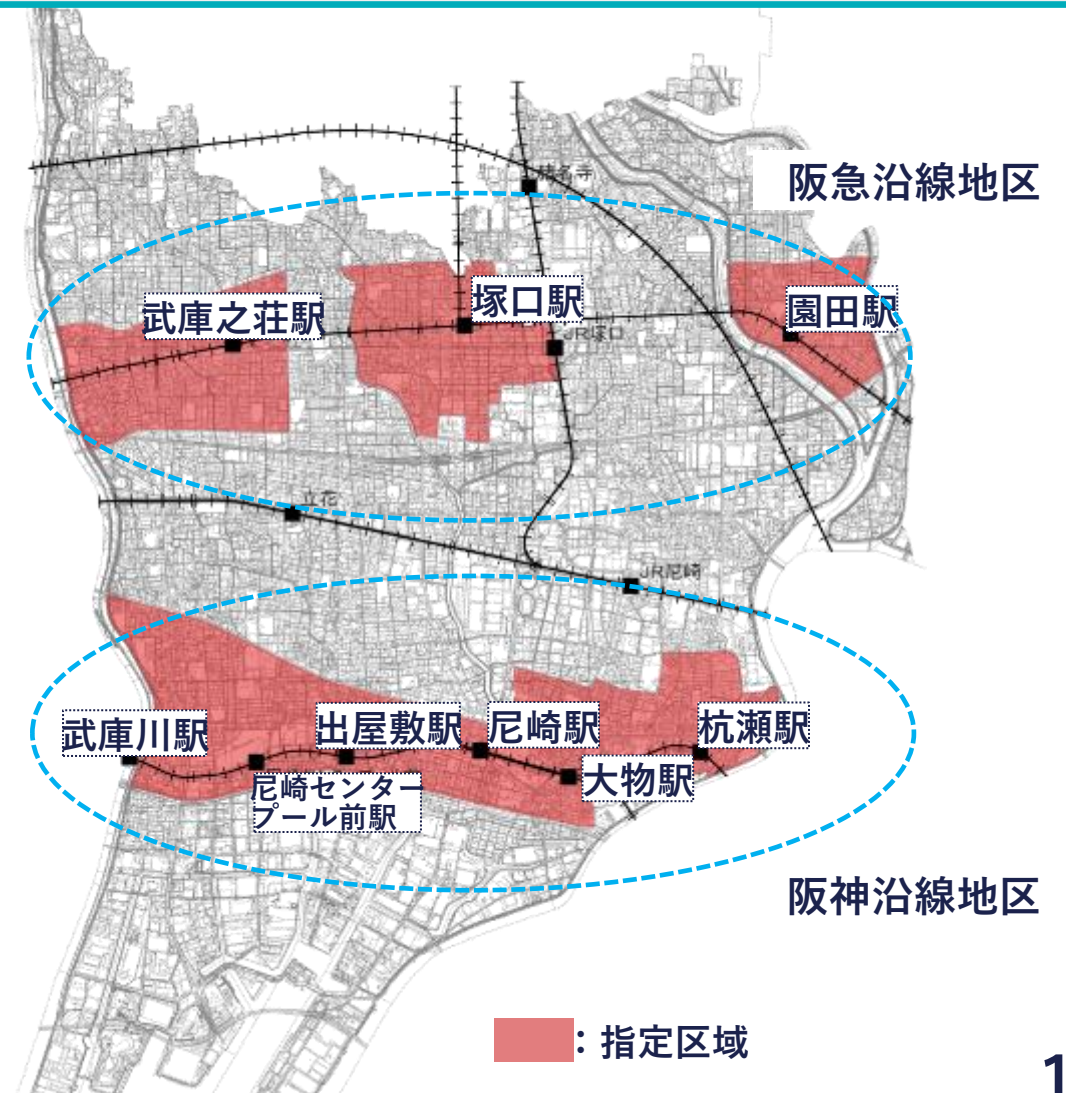 猪名寺
阪急沿線地区
塚口駅
武庫之荘駅
園田駅
JR塚口
立花
JR尼崎
出屋敷駅
尼崎駅
杭瀬駅
武庫川駅
大物駅
尼崎センター
プール前駅
阪神沿線地区
：指定区域
1